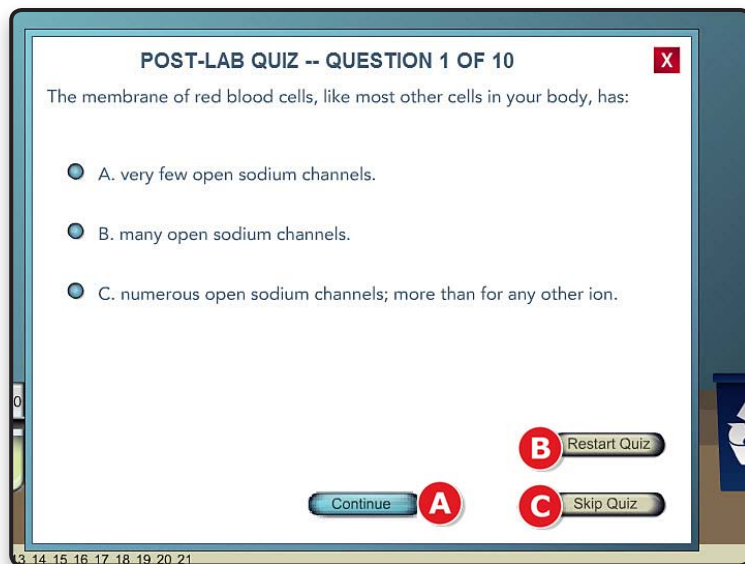 POST-LAB QUIZ -- QUESTION 1 OF 10
X
The membrane of red blood cells, like most other cells in your body, has:
A. very few open sodium channels.
B. many open sodium channels.
C. numerous open sodium channels; more than for any other ion.
0
B Restart Quiz
Continue A
C Skip Quiz
13 14 15 16 17 18 19 20 21